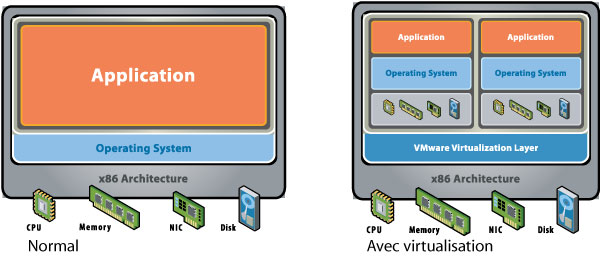 Application
Operating System
x86 Architecture
CPU
Memory
NIC
Disk
Normal
Application
Application
Operating System
Operating System
VMware Virtualization Layer
x86 Architecture
CPU
Memory
NIC
Disk
Avec virtualisation